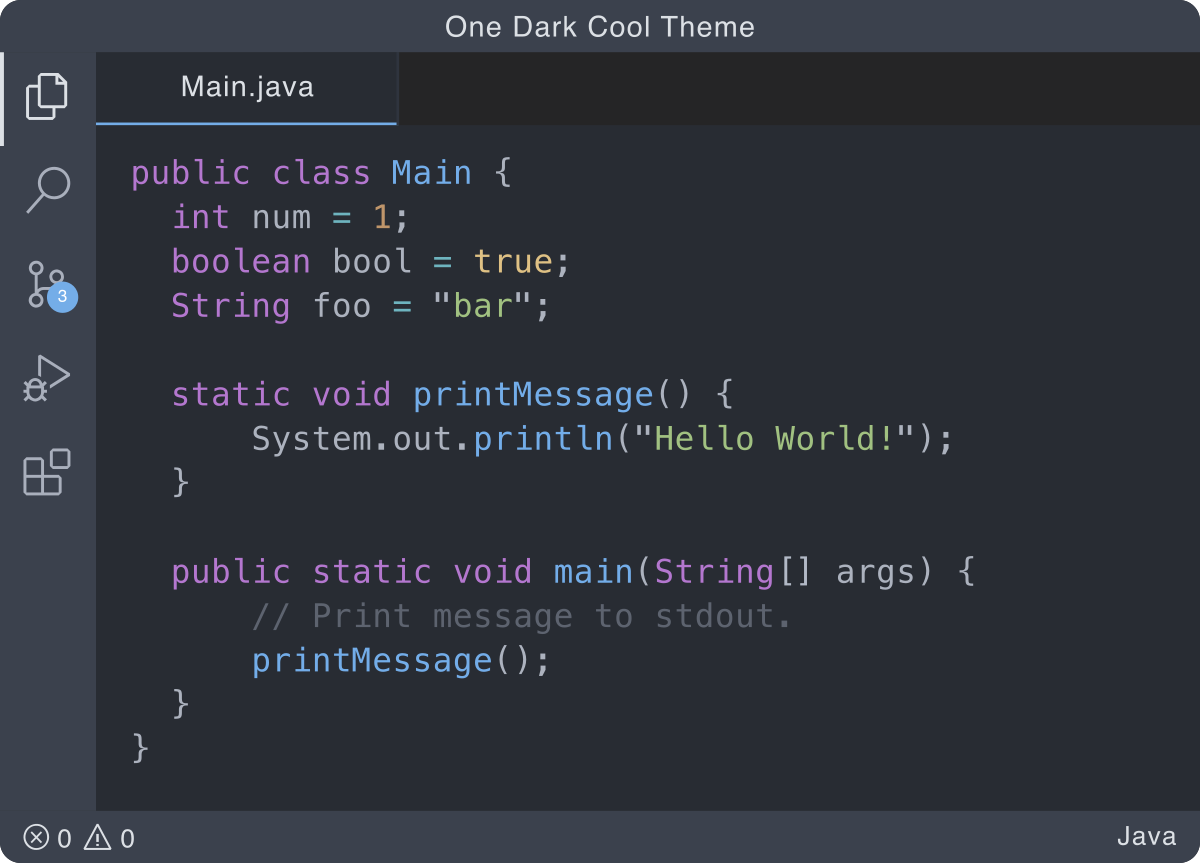 One Dark Cool Theme
Main.java
3
public class Main {
  int num = 1;
  boolean bool = true;
  String foo = "bar";

  static void printMessage() {
      System.out.println("Hello World!");
  }

  public static void main(String[] args) {
      // Print message to stdout.
      printMessage();
  }
}
0 0
Java